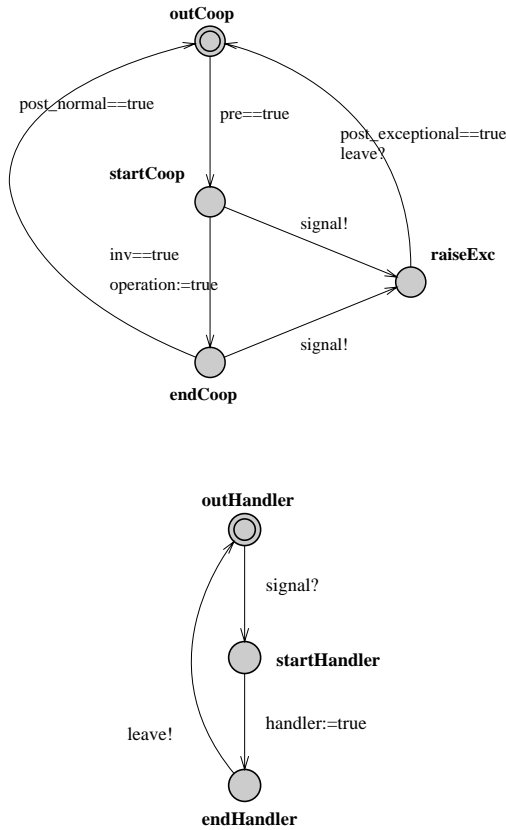 outCoop
post_normal==true
pre==true
post_exceptional==true
leave?
startCoop
signal!
inv==true
raiseExc
operation:=true
signal!
endCoop
outHandler
signal?
startHandler
handler:=true
leave!
endHandler